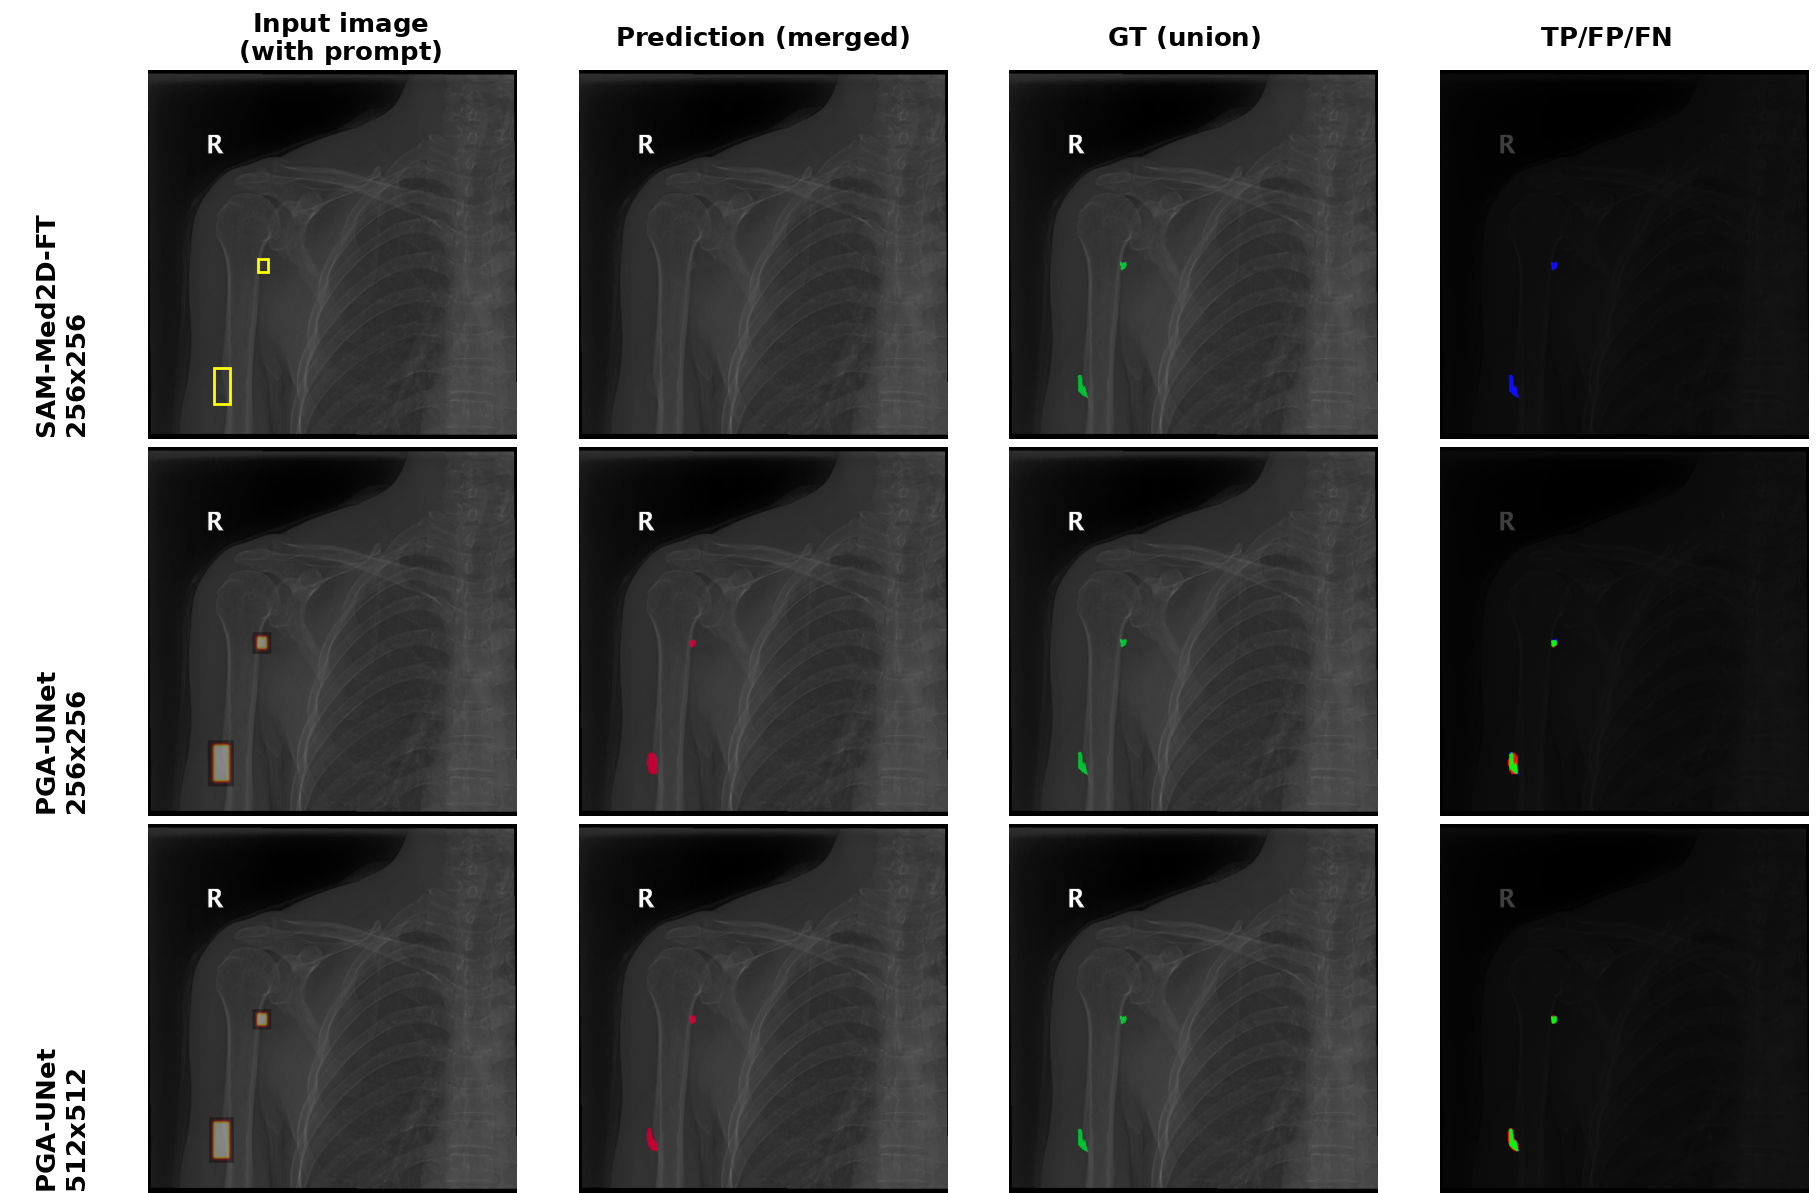 Input image
(with prompt)
Prediction (merged)
GT (union)
TP/FP/FN
SAM-Med2D-FT
256x256
R
R
R
R
PGA-UNet
256x256
R
R
R
R
PGA-UNet
512x512
R
R
R
R